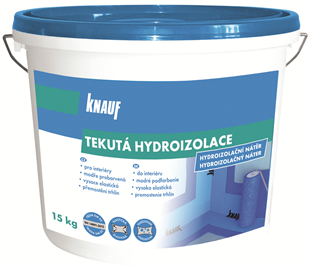 KNAUF
TEKUTÁ HYDROIZOLACE
HYDROIZOLAČNÍ NÁTĚR
HYDROIZOLAČNÝ NÁTER
pro interiéry
modře probarvená
vysoce elastická
přemostění trhlin
do interiéru
modré podfarbenie
vysoko elastická
premostenie trhlín
15 kg
KNAUF